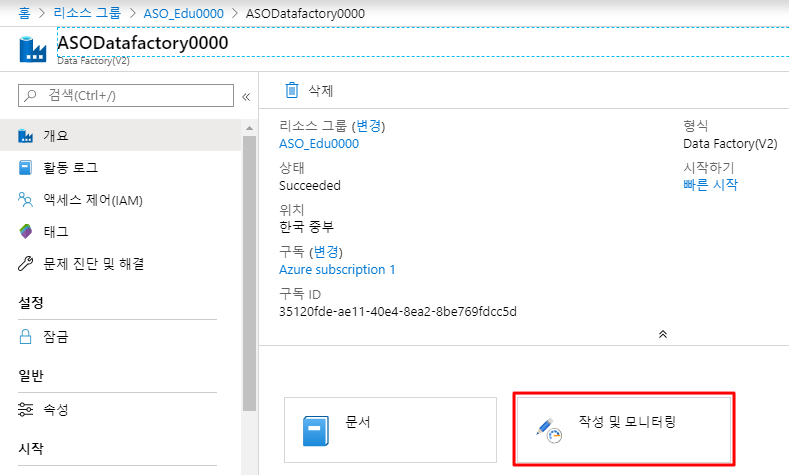 홈 > 리소스 그룹 > ASO_Edu0000 > ASODatafactory0000
ASODatafactory0000
Data Factory(V2)
검색(Ctrl+/)
«
개요
활동 로그
액세스 제어(IAM)
태그
문제 진단 및 해결
설정
잠금
일반
속성
시작
삭제
리소스 그룹 (변경)
ASO_Edu0000
상태
Succeeded
위치
한국 중부
구독 (변경)
Azure subscription 1
구독 ID
35120fde-ae11-40e4-8ea2-8be769fdcc5d
형식
Data Factory(V2)
시작하기
빠른 시작
문서
작성 및 모니터링